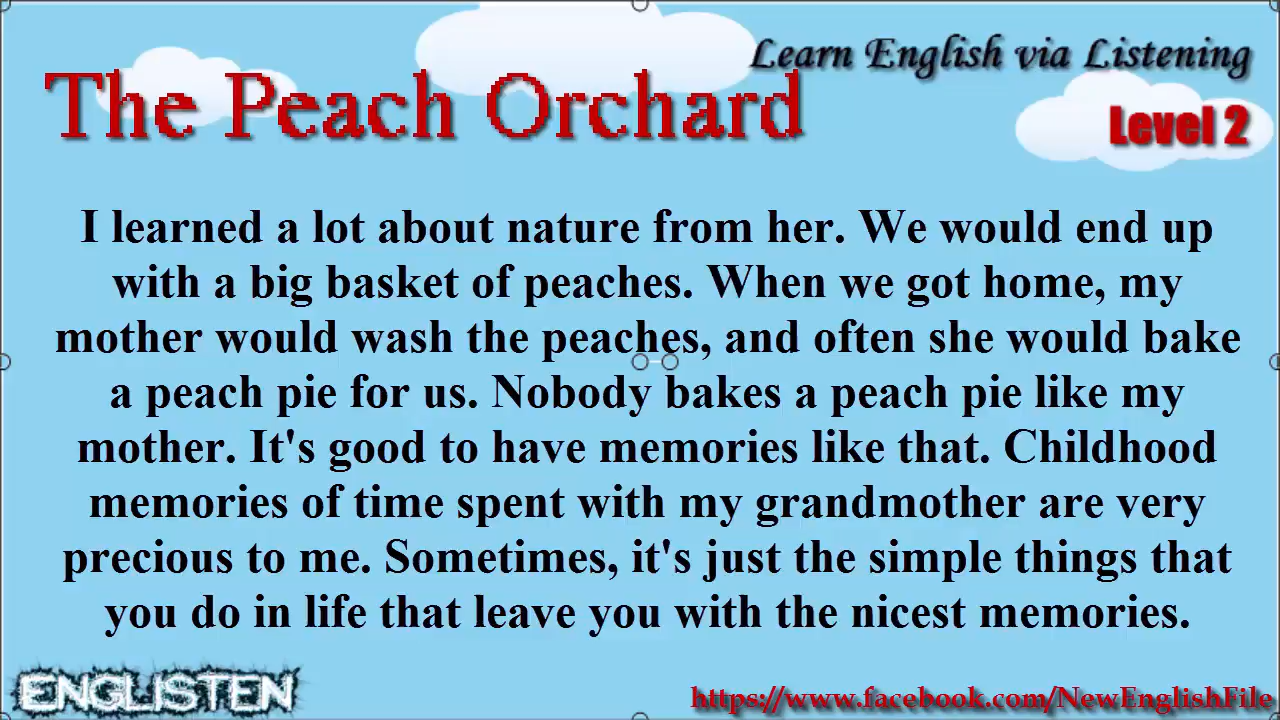 Learn English via Listening
The Peach Orchard
Level 2
I learned a lot about nature from her. We would end up
with a big basket of peaches. When we got home, my
mother would wash the peaches, and often she would bake
a peach pie for us. Nobody bakes a peach pie like my
mother. It's good to have memories like that. Childhood
memories of time spent with my grandmother are very
precious to me. Sometimes, it's just the simple things that
you do in life that leave you with the nicest memories.
ENGLISTEN
https://www.facebook.com/NewEnglishFile